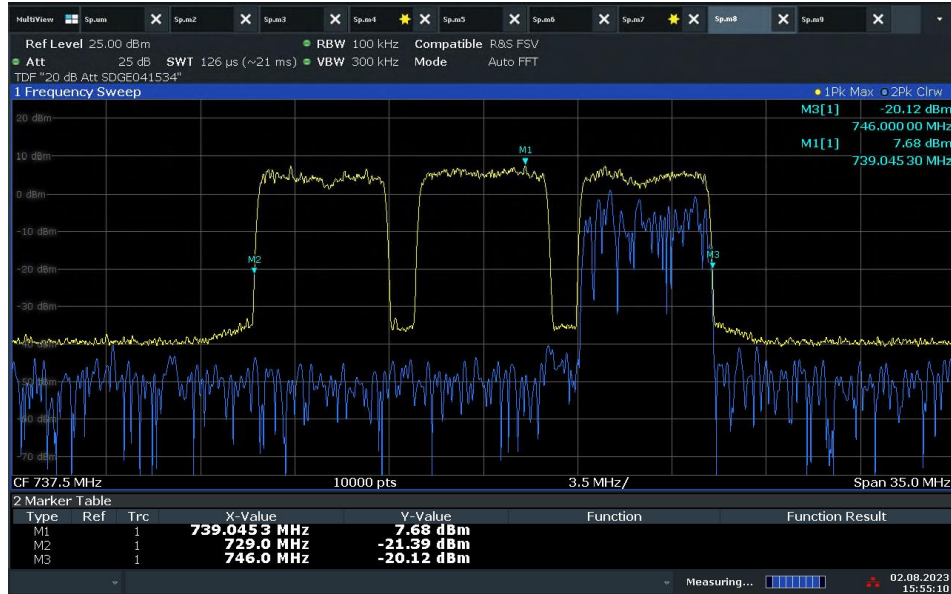 MultiView Sp.um Sp.m2 Sp.m3 Sp.m4 Sp.m5 Sp.m6 Sp.m7 Sp.m8 Sp.m9
Ref Level 25.00 dBm RBW 100 kHz Compatible R&S FSV
Att 25 dB SWT 126 µs (~21 ms) VBW 300 kHz Mode Auto FFT
TDF "20 dB Att SDGE041534"
1 Frequency Sweep 1Pk Max 2Pk Clrw
M3[1] -20.12 dBm
20 dBm
746.000 00 MHz
M1[1] 7.68 dBm
M1
10 dBm
739.045 30 MHz
0 dBm
-10 dBm
M2
M3
-20 dBm
-30 dBm
-40 dBm
-50 dBm
-60 dBm
-70 dBm
CF 737.5 MHz 10000 pts 3.5 MHz/ Span 35.0 MHz
2 Marker Table
Type Ref Trc X-Value Y-Value Function Function Result
M1 1 739.0453 MHz 7.68 dBm
M2 1 729.0 MHz -21.39 dBm
M3 1 746.0 MHz -20.12 dBm
Measuring... 02.08.2023
15:55:10